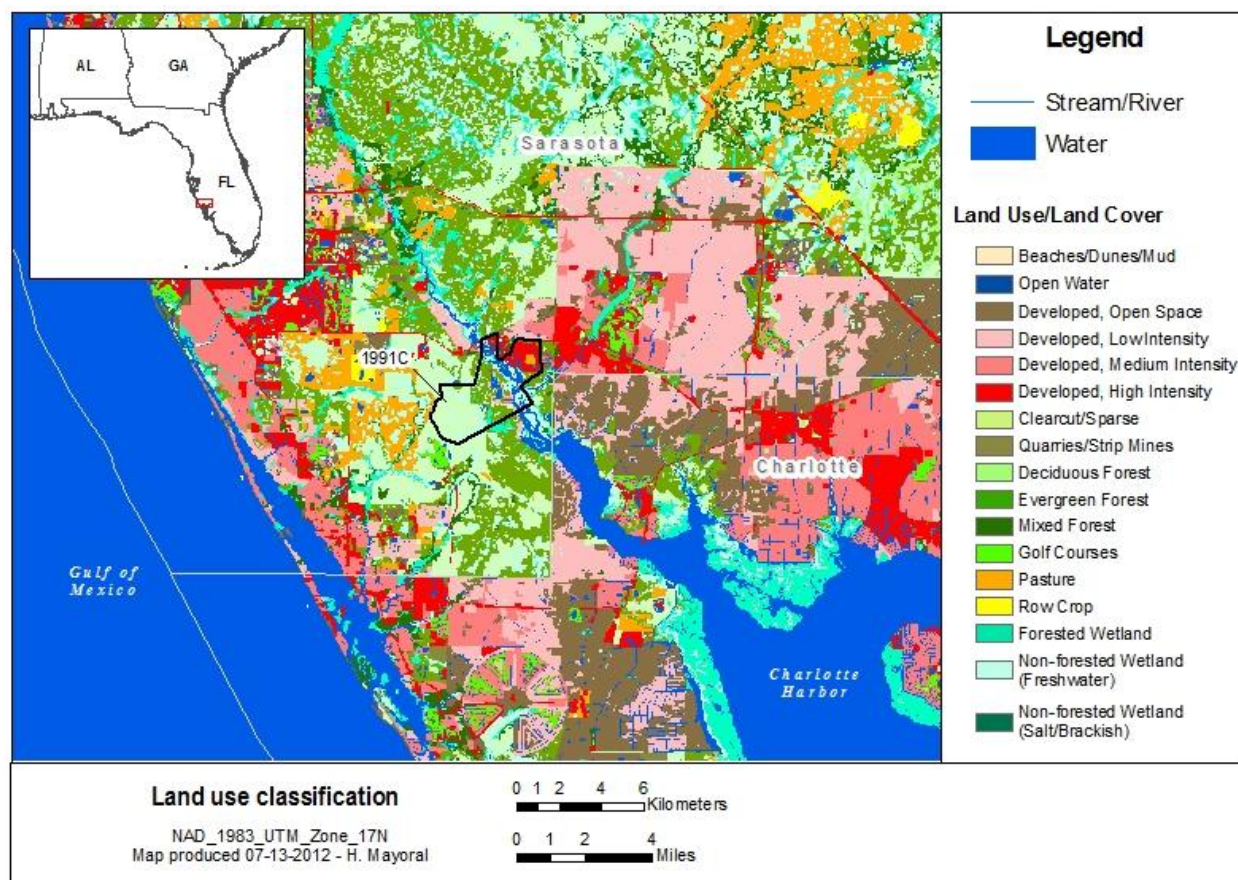 AL
GA
FL
Sarasota
1991C
Charlotte
Gulf of
Mexico
Charlotte
Harbor
Legend
Stream/River
Water
Land Use/Land Cover
Beaches/Dunes/Mud
Open Water
Developed, Open Space
Developed, LowIntensity
Developed, Medium Intensity
Developed, High Intensity
Clearcut/Sparse
Quarries/Strip Mines
Deciduous Forest
Evergreen Forest
Mixed Forest
Golf Courses
Pasture
Row Crop
Forested Wetland
Non-forested Wetland
(Freshwater)
Non-forested Wetland
(Salt/Brackish)
Land use classification
NAD_1983_UTM_Zone_17N
Map produced 07-13-2012 - H. Mayoral
0 1 2 4 6
Kilometers
0 1 2 4
Miles